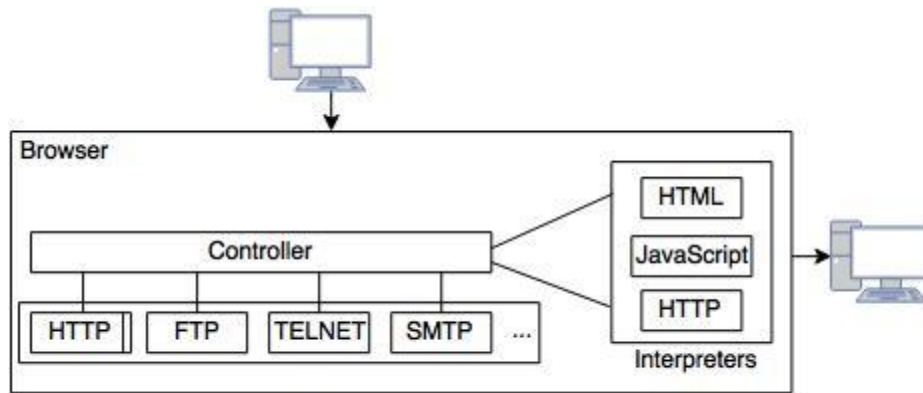 Browser
Controller
HTTP
FTP
TELNET
SMTP
...
HTML
JavaScript
HTTP
Interpreters